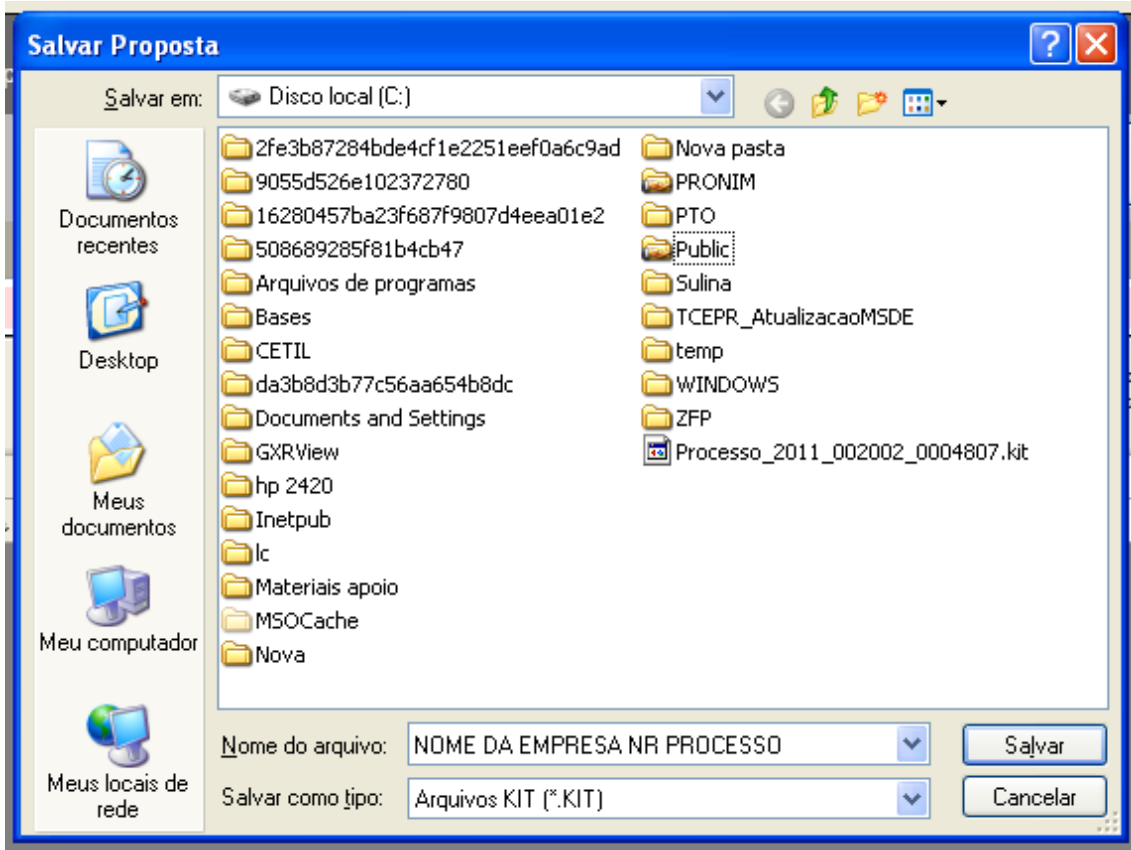 Salvar Proposta
Salvar em:
Disco local (C:)
Documentos
recentes
Desktop
Meus
documentos
Meu computador
Meus locais de
rede
2fe3b87284bde4cf1e2251eef0a6c9ad
9055d526e102372780
16280457ba23f687f9807d4eea01e2
508689285f81b4cb47
Arquivos de programas
Bases
CETIL
da3b8d3b77c56aa654b8dc
Documents and Settings
GXRView
hp 2420
Inetpub
lc
Materiais apoio
MSOCache
Nova
Nova pasta
PRONIM
PTO
Public
Sulina
TCEPR_AtualizacaoMSDE
temp
WINDOWS
ZFP
Processo_2011_002002_0004807.kit
Nome do arquivo:
NOME DA EMPRESA NR PROCESSO
Salvar
Salvar como tipo:
Arquivos KIT (*.KIT)
Cancelar